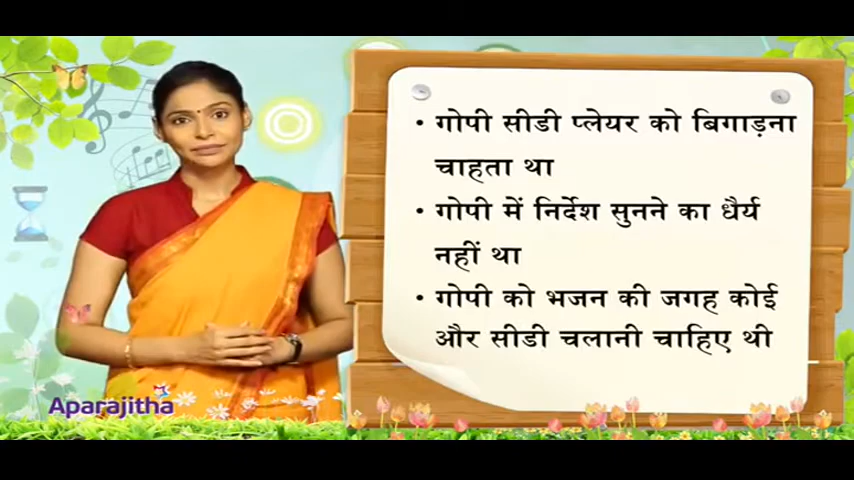 • गोपी सीडी प्लेयर को बिगाड़ना
चाहता था
• गोपी में निर्देश सुनने का धैर्य
नहीं था
• गोपी को भजन की जगह कोई
और सीडी चलानी चाहिए थी
Aparajitha